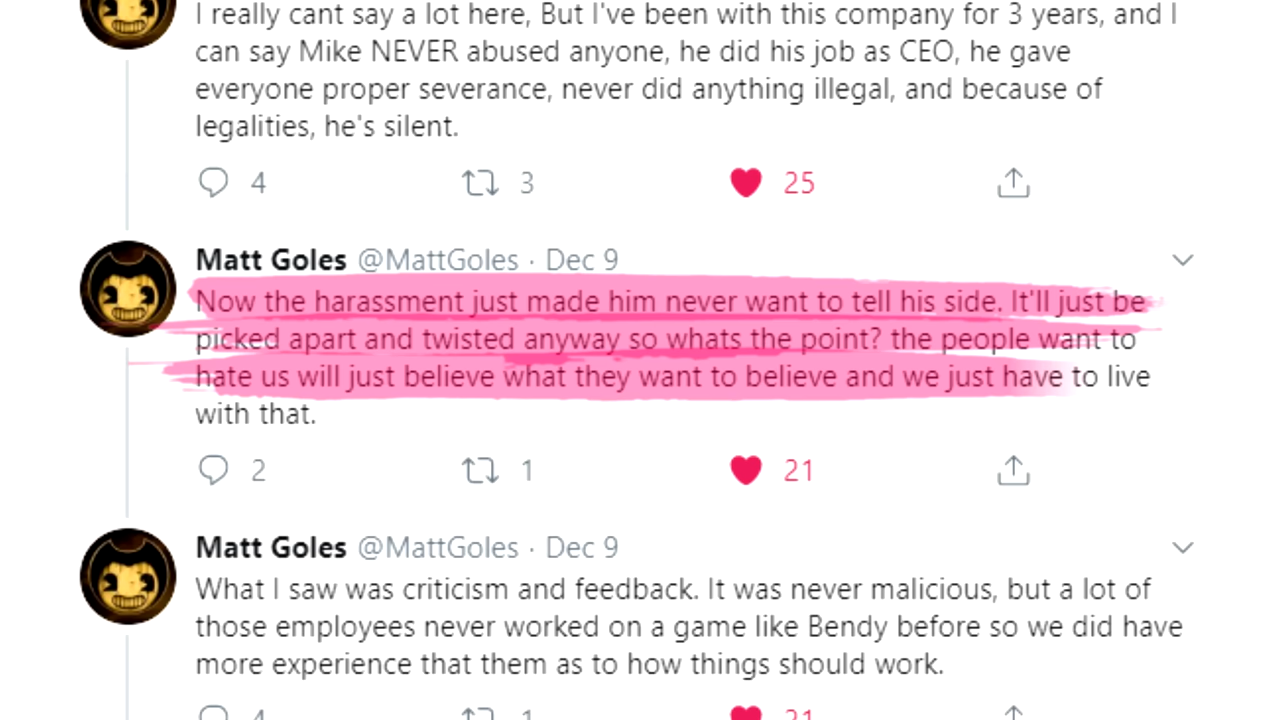 I really cant say a lot here, But I've been with this company for 3 years, and I
can say Mike NEVER abused anyone, he did his job as CEO, he gave
everyone proper severance, never did anything illegal, and because of
legalities, he's silent.
4 3 25
Matt Goles @MattGoles · Dec 9
Now the harassment just made him never want to tell his side. It'll just be
picked apart and twisted anyway so whats the point? the people want to
hate us will just believe what they want to believe and we just have to live
with that.
2 1 21
Matt Goles @MattGoles · Dec 9
What I saw was criticism and feedback. It was never malicious, but a lot of
those employees never worked on a game like Bendy before so we did have
more experience that them as to how things should work.
4 1 21